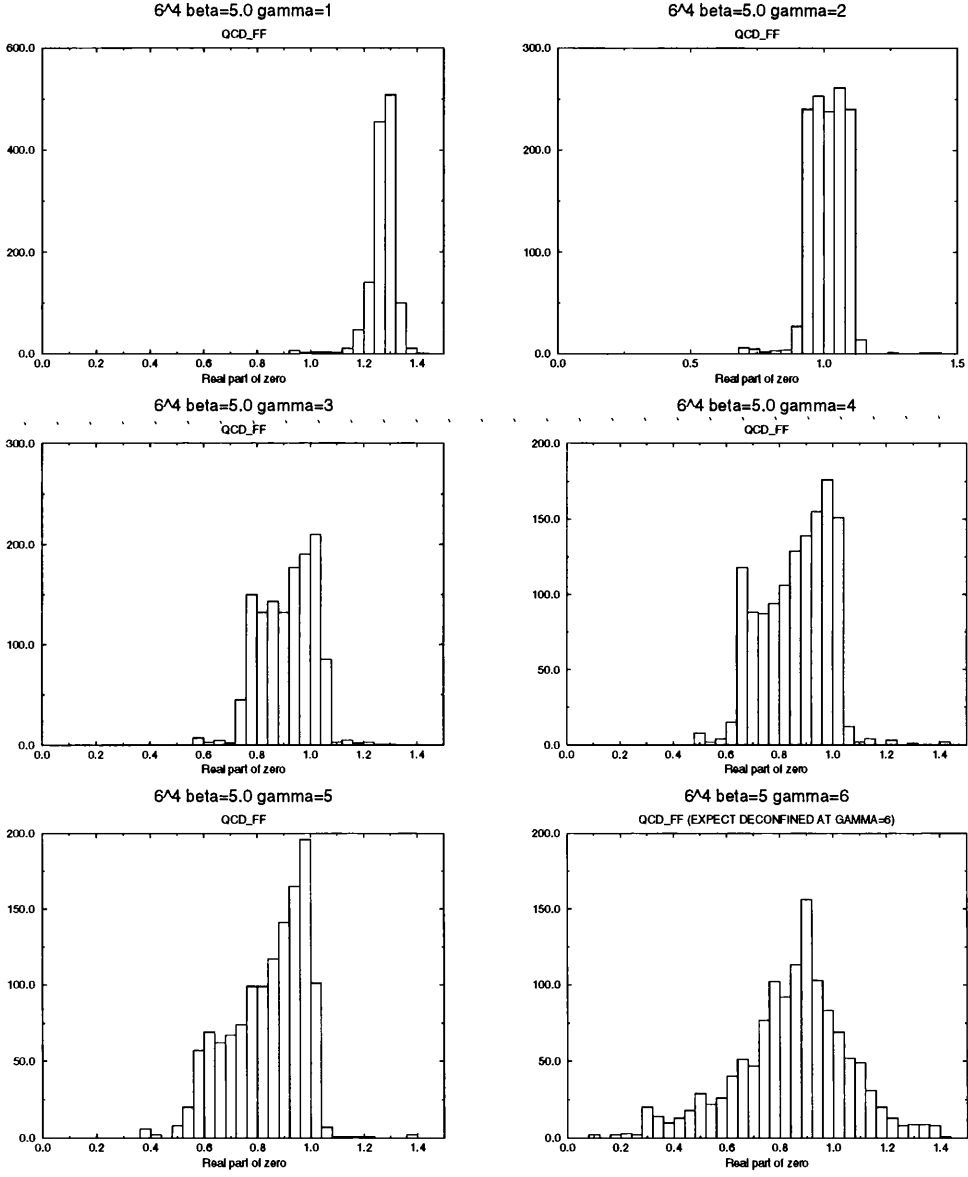 6^4 beta=5.0 gamma=1
QCD_FF
600.0
400.0
200.0
0.0
0.0 0.2 0.4 0.6 0.8 1.0 1.2 1.4
Real part of zero
6^4 beta=5.0 gamma=2
QCD_FF
300.0
200.0
100.0
0.0
0.0 0.5 1.0 1.5
Real part of zero
6^4 beta=5.0 gamma=3
QCD_FF
300.0
200.0
100.0
0.0
0.0 0.2 0.4 0.6 0.8 1.0 1.2 1.4
Real part of zero
6^4 beta=5.0 gamma=4
QCD_FF
200.0
150.0
100.0
50.0
0.0
0.0 0.2 0.4 0.6 0.8 1.0 1.2 1.4
Real part of zero
6^4 beta=5.0 gamma=5
QCD_FF
200.0
150.0
100.0
50.0
0.0
0.0 0.2 0.4 0.6 0.8 1.0 1.2 1.4
Real part of zero
6^4 beta=5 gamma=6
QCD_FF (EXPECT DECONFINED AT GAMMA=6)
200.0
150.0
100.0
50.0
0.0
0.0 0.2 0.4 0.6 0.8 1.0 1.2 1.4
Real part of zero